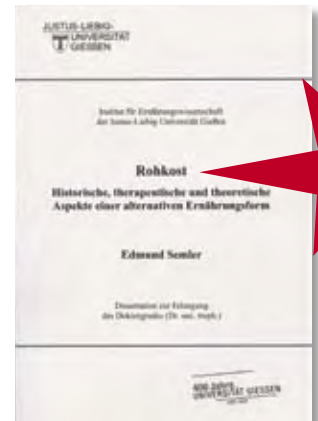 JUSTUS-LIEBIG-
UNIVERSITÄT
GIESSEN
Institut für Ernährungswissenschaft
der Justus-Liebig-Universität Gießen
Rohkost
Historische, therapeutische und theoretische
Aspekte einer alternativen Ernährungsform
Edmund Semler
Dissertation zur Erlangung
des Doktorgrades (Dr. oec. troph.)
400 JAHRE
UNIVERSITÄT GIESSEN